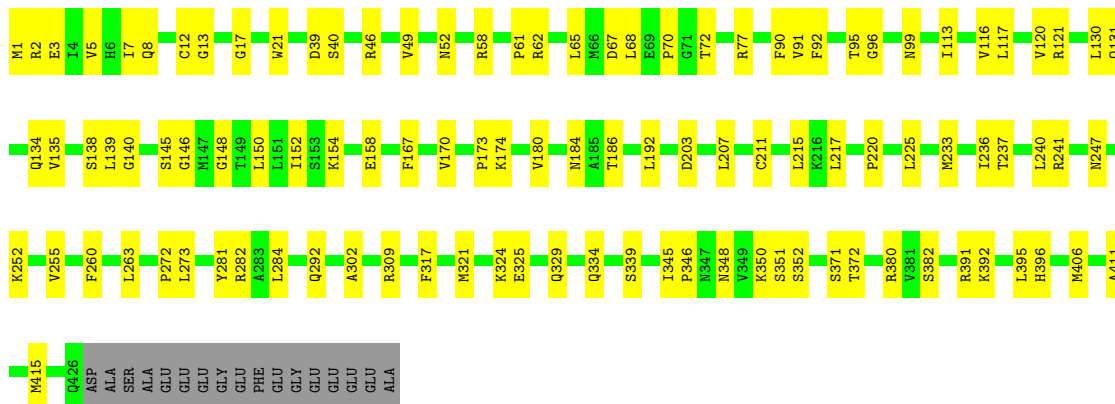 M1 R2 E3 I4 V5 H6 I7 Q8 C12 G13 G17 W21 D39 S40 R46 V49 N52 R58 P61 R62 L65 M66 D67 L68 E69 P70 G71 T72 R77 F90 V91 F92 T95 G96 N99 I113 V116 L117 V120 R121 L130
Q134 V135 S138 L139 G140 S145 G146 M147 G148 T149 L150 L151 I152 S153 K154 E158 F167 V170 P173 K174 V180 N184 A185 T186 L192 D203 L207 C211 L215 K216 L217 P220 L225 M233 I236 T237 L240 R241 N247
K252 V255 F260 L263 P272 L273 Y281 R282 A283 L284 Q292 A302 R309 F317 M321 K324 E325 Q329 Q334 S339 I345 P346 N347 N348 V349 K350 S351 S352 S371 T372 R380 V381 S382 R391 K392 L395 H396 M406
M415 Q426 ASP ALA SER ALA GLU GLU GLU GLY GLU PHE GLU GLY GLU GLU GLU GLU ALA